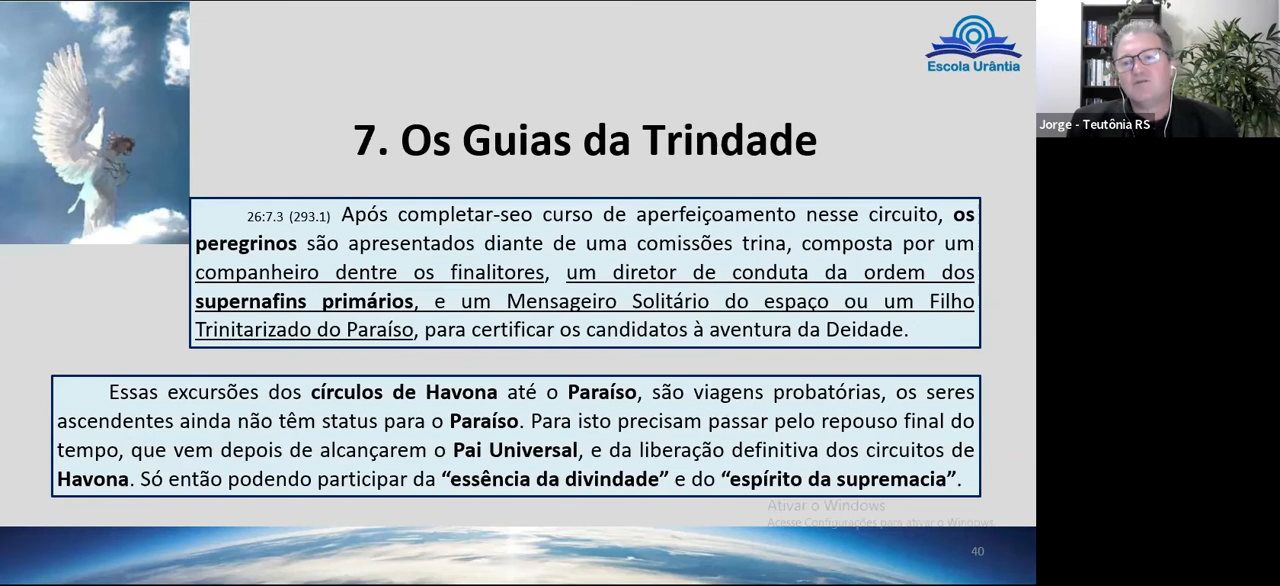 Escola Urântia
Jorge - Teutônia RS
7. Os Guias da Trindade
26:7.3 (293.1) Após completar-seo curso de aperfeiçoamento nesse circuito, os
peregrinos são apresentados diante de uma comissões trina, composta por um
companheiro dentre os finalitores, um diretor de conduta da ordem dos
supernafins primários, e um Mensageiro Solitário do espaço ou um Filho
Trinitarizado do Paraíso, para certificar os candidatos à aventura da Deidade.
Essas excursões dos círculos de Havona até o Paraíso, são viagens probatórias, os seres
ascendentes ainda não têm status para o Paraíso. Para isto precisam passar pelo repouso final do
tempo, que vem depois de alcançarem o Pai Universal, e da liberação definitiva dos circuitos de
Havona. Só então podendo participar da “essência da divindade” e do “espírito da supremacia”.
Ativar o Windows
Acesse Configurações para ativar o Windows.
40